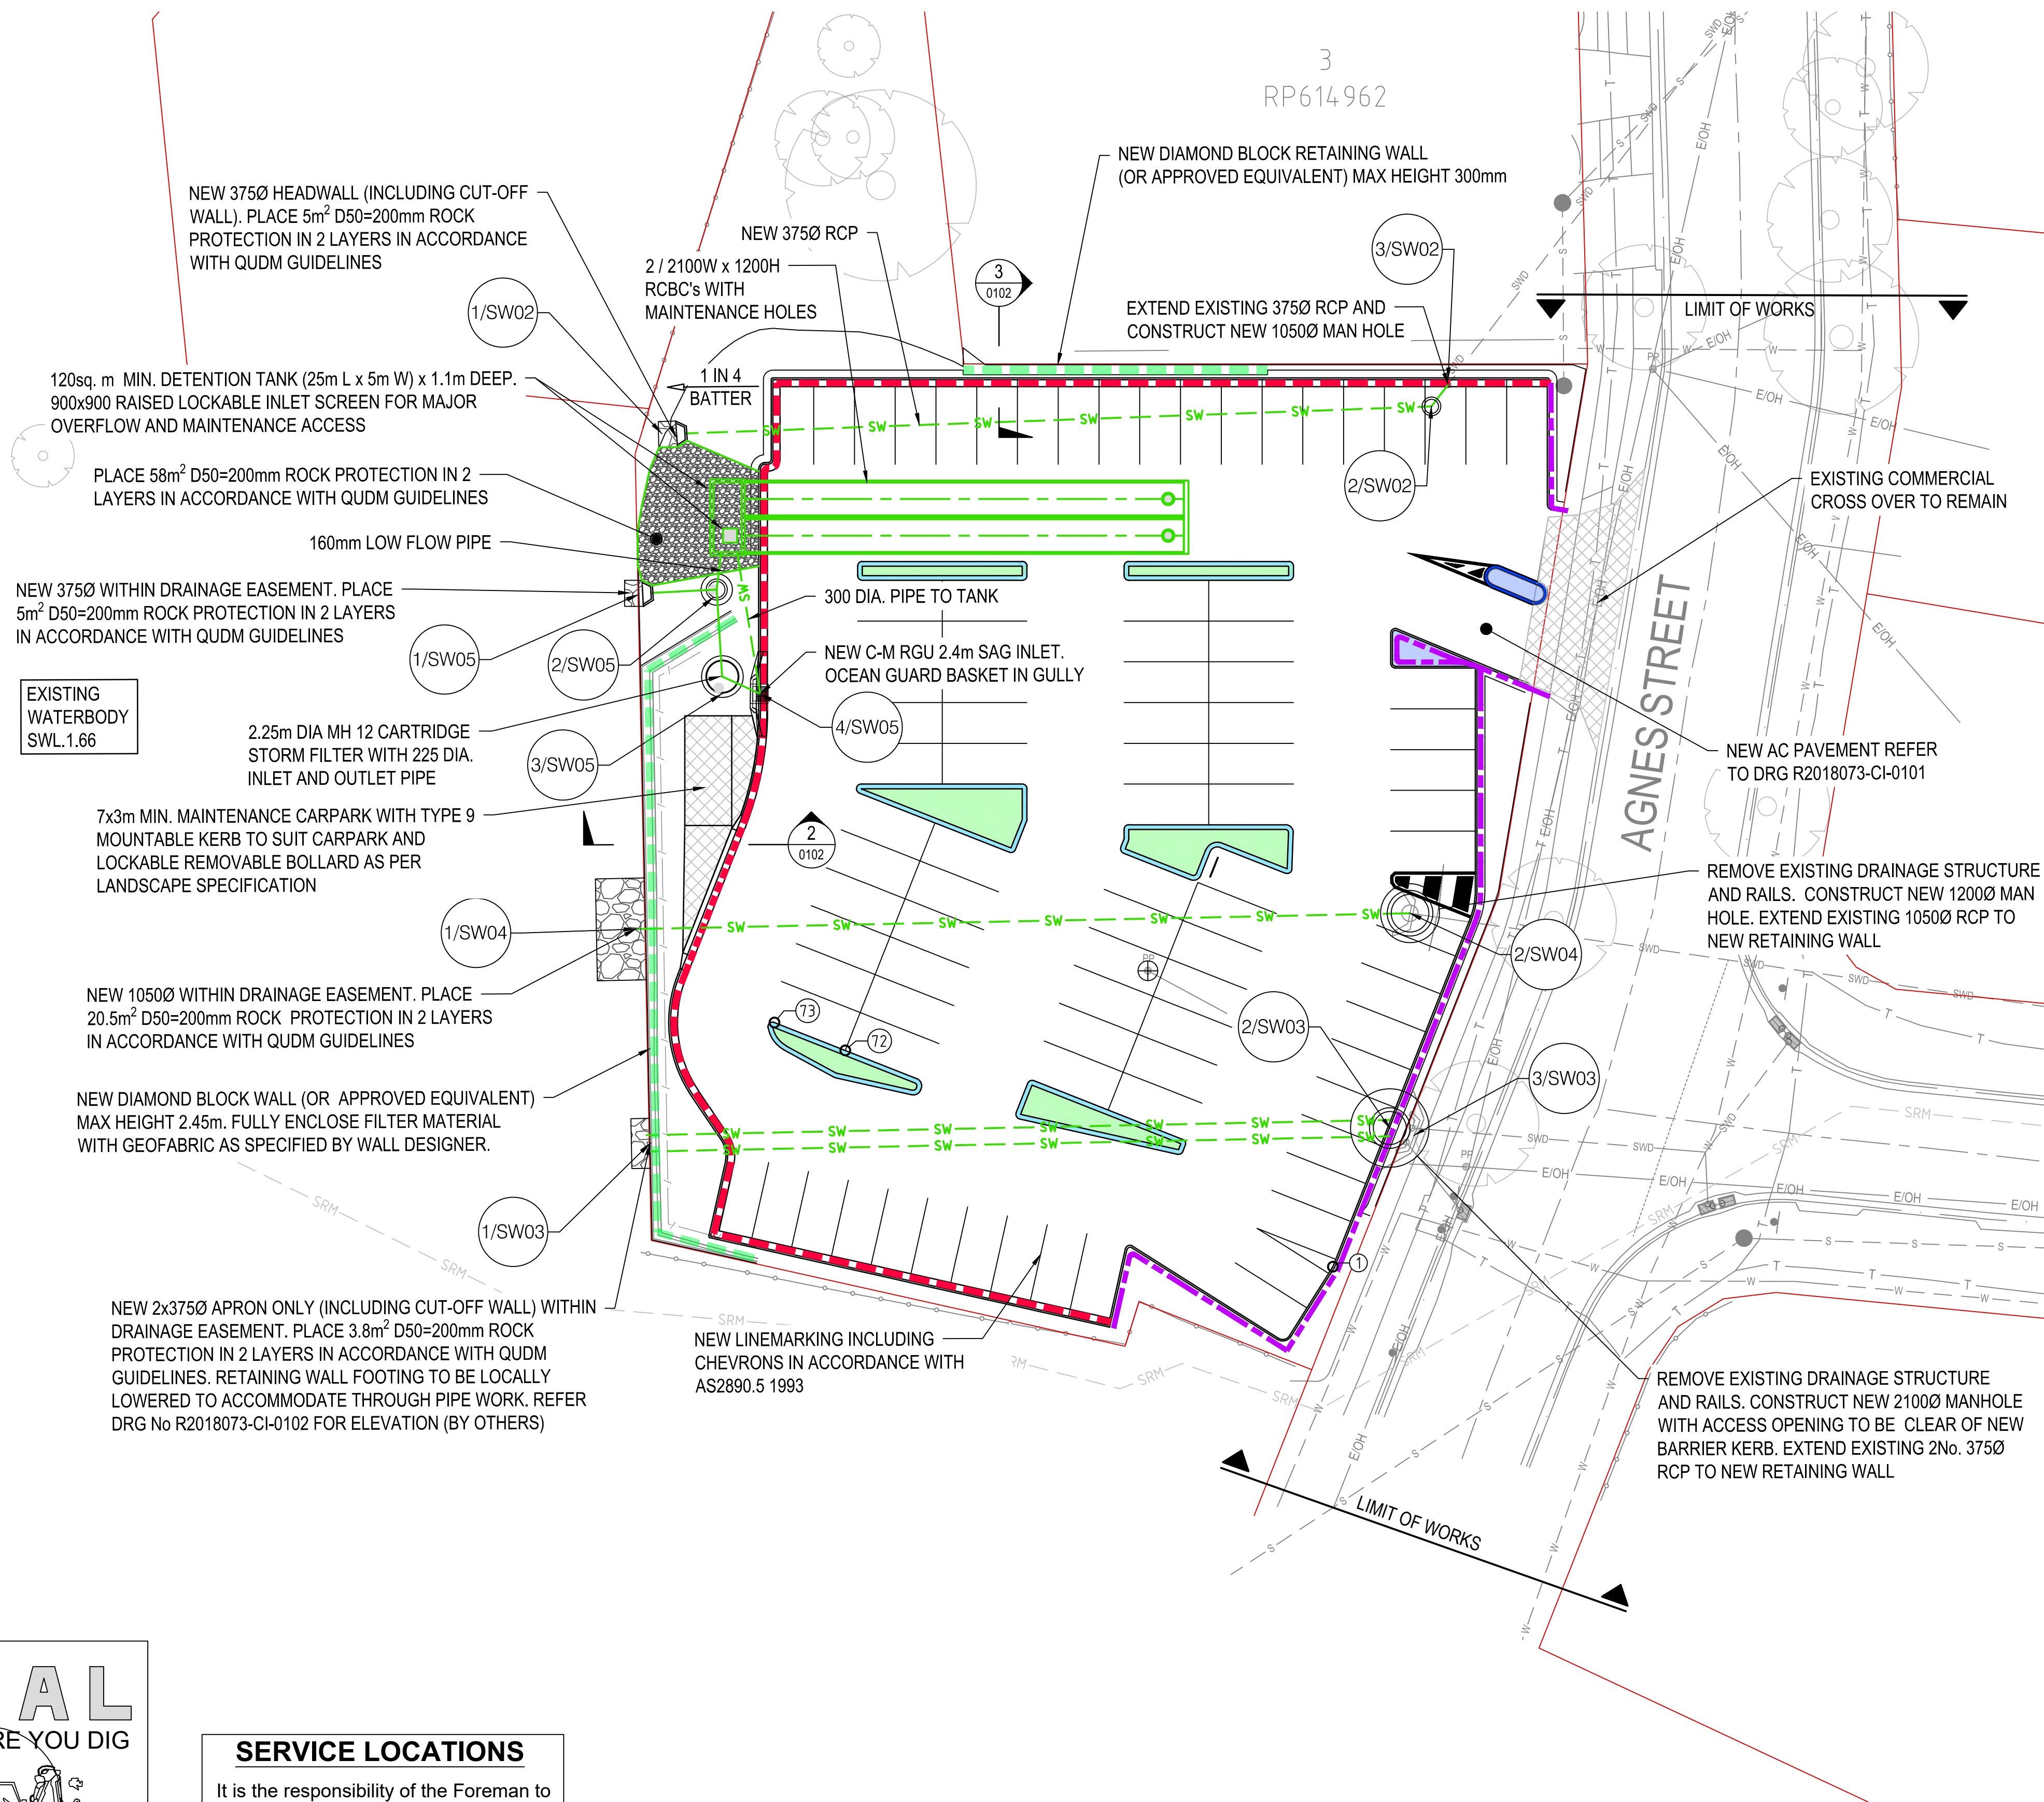 3
RP614962
NEW DIAMOND BLOCK RETAINING WALL
(OR APPROVED EQUIVALENT) MAX HEIGHT 300mm
NEW 375Ø HEADWALL (INCLUDING CUT-OFF
WALL). PLACE 5m² D50=200mm ROCK
PROTECTION IN 2 LAYERS IN ACCORDANCE
WITH QUDM GUIDELINES
NEW 375Ø RCP
2 / 2100W x 1200H
RCBC's WITH
MAINTENANCE HOLES
3
0102
3/SW02
EXTEND EXISTING 375Ø RCP AND
CONSTRUCT NEW 1050Ø MAN HOLE
LIMIT OF WORKS
1/SW02
120sq. m MIN. DETENTION TANK (25m L x 5m W) x 1.1m DEEP.
900x900 RAISED LOCKABLE INLET SCREEN FOR MAJOR
OVERFLOW AND MAINTENANCE ACCESS
1 IN 4
BATTER
PLACE 58m² D50=200mm ROCK PROTECTION IN 2
LAYERS IN ACCORDANCE WITH QUDM GUIDELINES
2/SW02
EXISTING COMMERCIAL
CROSS OVER TO REMAIN
160mm LOW FLOW PIPE
NEW 375Ø WITHIN DRAINAGE EASEMENT. PLACE
5m² D50=200mm ROCK PROTECTION IN 2 LAYERS
IN ACCORDANCE WITH QUDM GUIDELINES
300 DIA. PIPE TO TANK
1/SW05
2/SW05
NEW C-M RGU 2.4m SAG INLET.
OCEAN GUARD BASKET IN GULLY
EXISTING
WATERBODY
SWL.1.66
2.25m DIA MH 12 CARTRIDGE
STORM FILTER WITH 225 DIA.
INLET AND OUTLET PIPE
3/SW05
4/SW05
AGNES STREET
NEW AC PAVEMENT REFER
TO DRG R2018073-CI-0101
7x3m MIN. MAINTENANCE CARPARK WITH TYPE 9
MOUNTABLE KERB TO SUIT CARPARK AND
LOCKABLE REMOVABLE BOLLARD AS PER
LANDSCAPE SPECIFICATION
2
0102
REMOVE EXISTING DRAINAGE STRUCTURE
AND RAILS. CONSTRUCT NEW 1200Ø MAN
HOLE. EXTEND EXISTING 1050Ø RCP TO
NEW RETAINING WALL
1/SW04
2/SW04
PP
NEW 1050Ø WITHIN DRAINAGE EASEMENT. PLACE
20.5m² D50=200mm ROCK PROTECTION IN 2 LAYERS
IN ACCORDANCE WITH QUDM GUIDELINES
73
72
2/SW03
3/SW03
NEW DIAMOND BLOCK WALL (OR APPROVED EQUIVALENT)
MAX HEIGHT 2.45m. FULLY ENCLOSE FILTER MATERIAL
WITH GEOFABRIC AS SPECIFIED BY WALL DESIGNER.
1/SW03
1
NEW 2x375Ø APRON ONLY (INCLUDING CUT-OFF WALL) WITHIN
DRAINAGE EASEMENT. PLACE 3.8m² D50=200mm ROCK
PROTECTION IN 2 LAYERS IN ACCORDANCE WITH QUDM
GUIDELINES. RETAINING WALL FOOTING TO BE LOCALLY
LOWERED TO ACCOMMODATE THROUGH PIPE WORK. REFER
DRG No R2018073-CI-0102 FOR ELEVATION (BY OTHERS)
NEW LINEMARKING INCLUDING
CHEVRONS IN ACCORDANCE WITH
AS2890.5 1993
REMOVE EXISTING DRAINAGE STRUCTURE
AND RAILS. CONSTRUCT NEW 2100Ø MANHOLE
WITH ACCESS OPENING TO BE CLEAR OF NEW
BARRIER KERB. EXTEND EXISTING 2No. 375Ø
RCP TO NEW RETAINING WALL
LIMIT OF WORKS
AL
RE YOU DIG
SERVICE LOCATIONS
It is the responsibility of the Foreman to